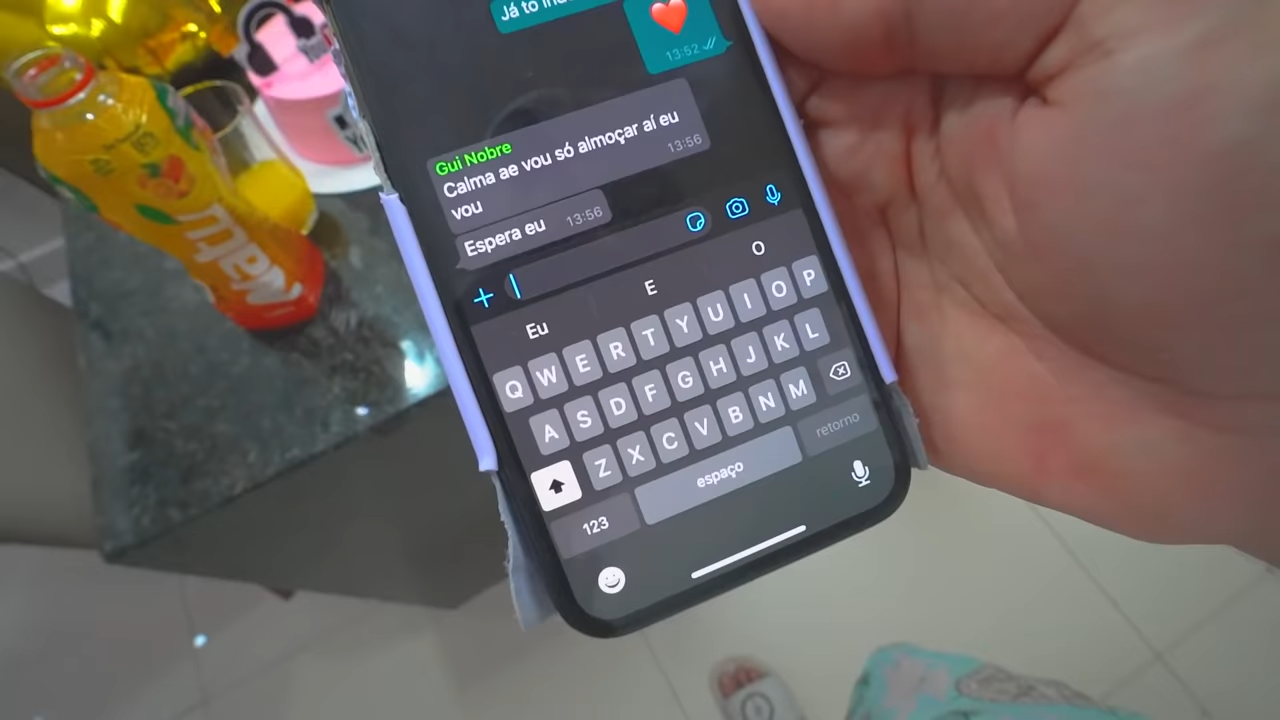 Já to
13:52
Gui Nobre
Calma ae vou só almoçar aí eu
vou
13:56
Espera eu
13:56
Eu
E
O
Q W E R T Y U I O P
A S D F G H J K L
Z X C V B N M
123
espaço
retorno
Natu